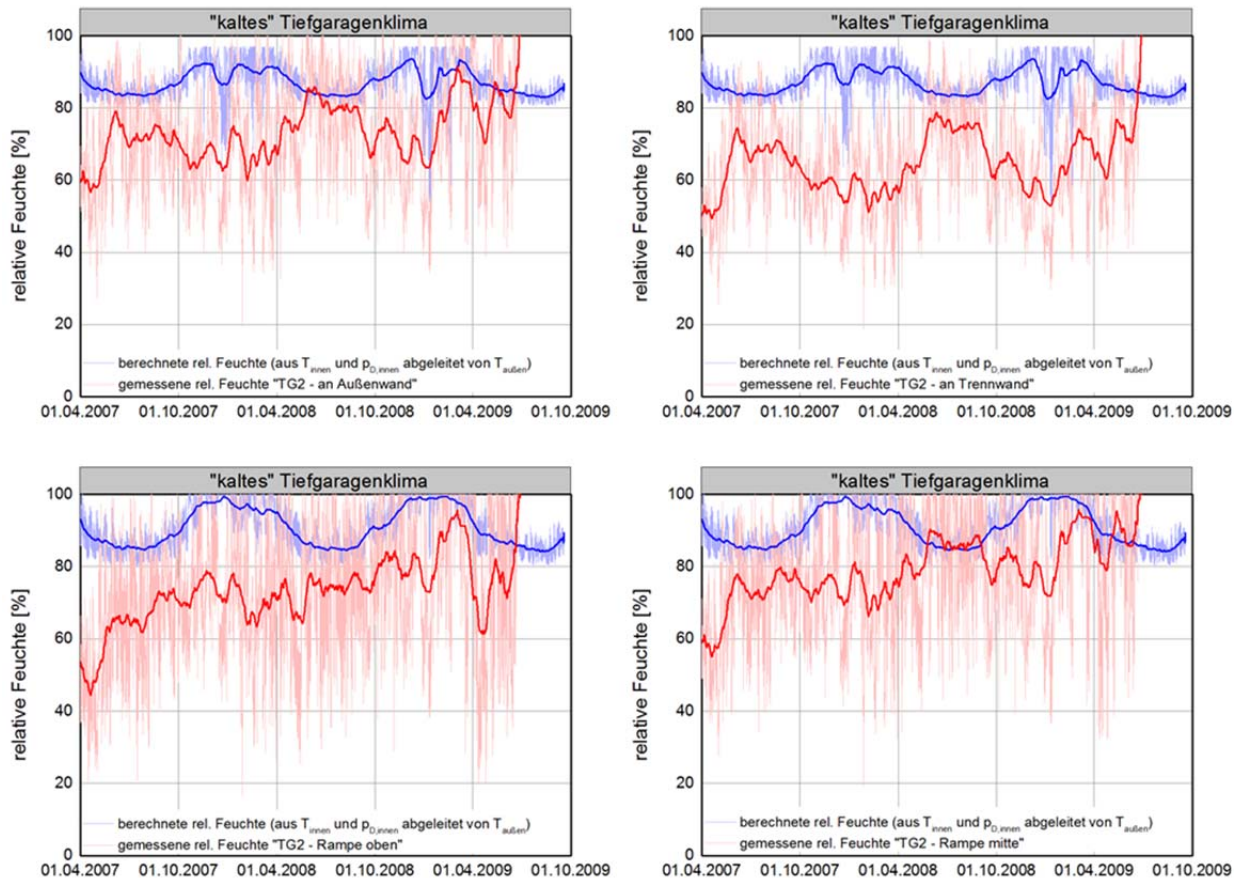 "kaltes" Tiefgaragenklima
100
80
60
40
20
0
relative Feuchte [%]
berechnete rel. Feuchte (aus T_innen und p_D,innen abgeleitet von T_außen)
gemessene rel. Feuchte "TG2 - an Außenwand"
01.04.2007 01.10.2007 01.04.2008 01.10.2008 01.04.2009 01.10.2009
"kaltes" Tiefgaragenklima
100
80
60
40
20
0
relative Feuchte [%]
berechnete rel. Feuchte (aus T_innen und p_D,innen abgeleitet von T_außen)
gemessene rel. Feuchte "TG2 - an Trennwand"
01.04.2007 01.10.2007 01.04.2008 01.10.2008 01.04.2009 01.10.2009
"kaltes" Tiefgaragenklima
100
80
60
40
20
0
relative Feuchte [%]
berechnete rel. Feuchte (aus T_innen und p_D,innen abgeleitet von T_außen)
gemessene rel. Feuchte "TG2 - Rampe oben"
01.04.2007 01.10.2007 01.04.2008 01.10.2008 01.04.2009 01.10.2009
"kaltes" Tiefgaragenklima
100
80
60
40
20
0
relative Feuchte [%]
berechnete rel. Feuchte (aus T_innen und p_D,innen abgeleitet von T_außen)
gemessene rel. Feuchte "TG2 - Rampe mitte"
01.04.2007 01.10.2007 01.04.2008 01.10.2008 01.04.2009 01.10.2009